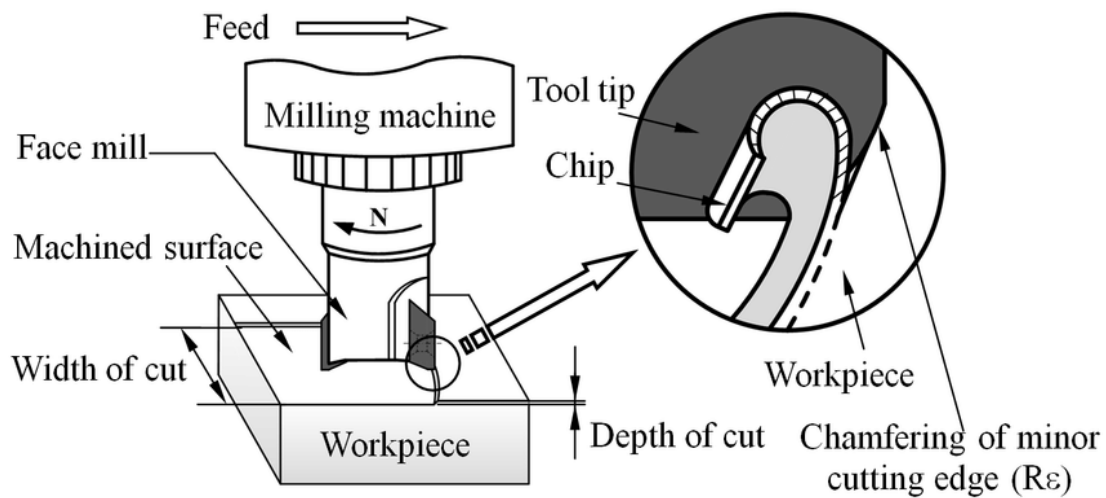 Feed
Milling machine
Face mill
N
Machined surface
Width of cut
Workpiece
Depth of cut
Tool tip
Chip
Workpiece
Chamfering of minor
cutting edge (Rε)